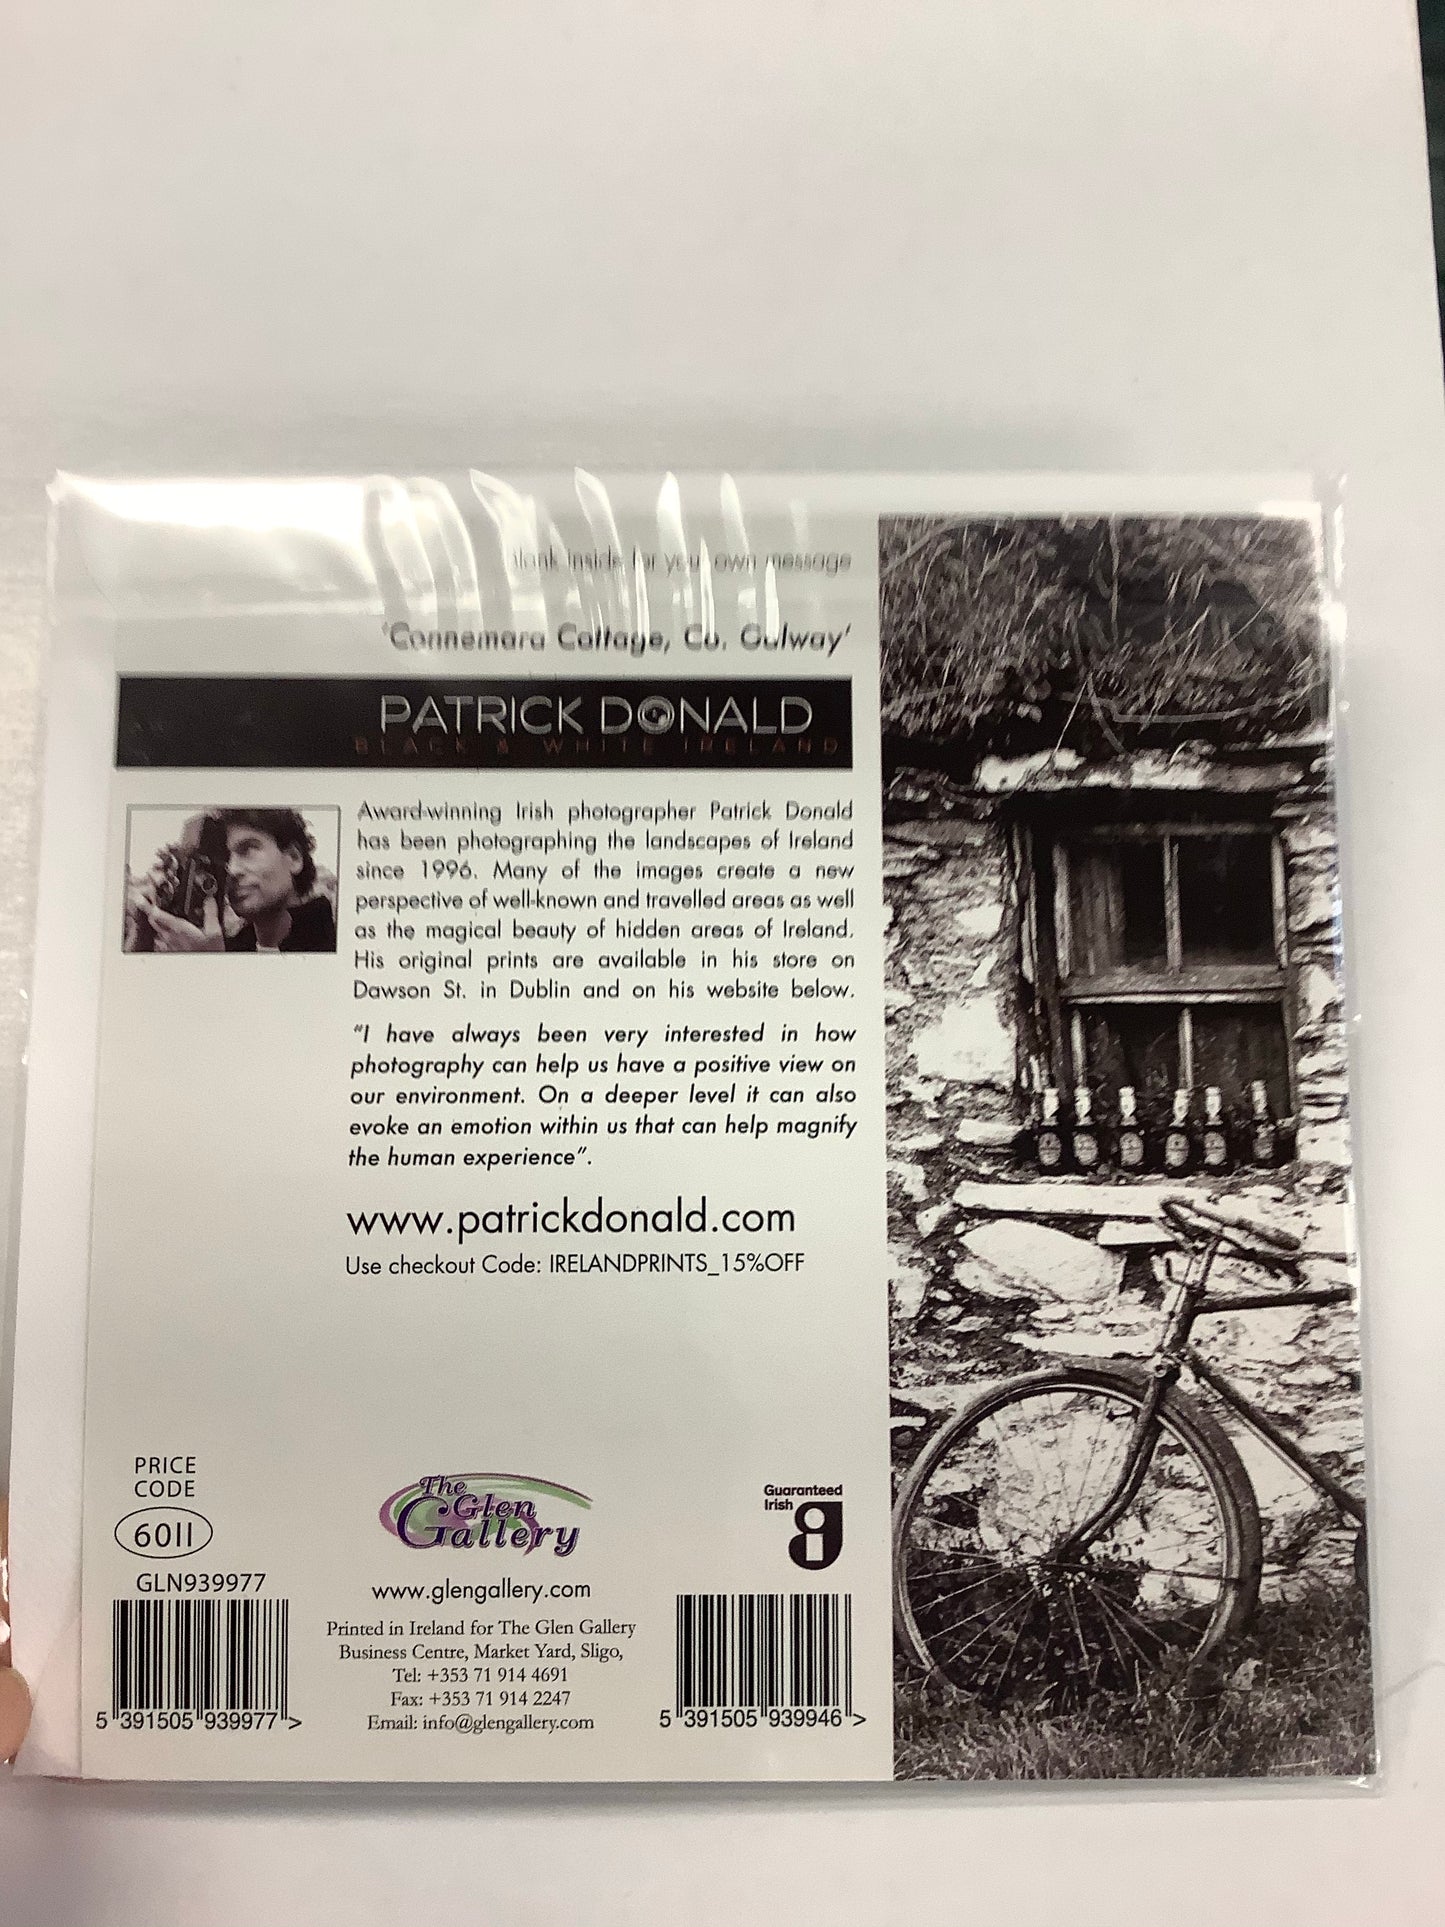 blank inside for your own message
'Connemara Cottage, Co. Galway'
PATRICK DONALD
BLACK & WHITE IRELAND
Award-winning Irish photographer Patrick Donald
has been photographing the landscapes of Ireland
since 1996. Many of the images create a new
perspective of well-known and travelled areas as well
as the magical beauty of hidden areas of Ireland.
His original prints are available in his store on
Dawson St. in Dublin and on his website below.
"I have always been very interested in how
photography can help us have a positive view on
our environment. On a deeper level it can also
evoke an emotion within us that can help magnify
the human experience".
www.patrickdonald.com
Use checkout Code: IRELANDPRINTS_15%OFF
PRICE
CODE
6011
GLN939977
5 391505 939977 >
The
Glen
Gallery
www.glengallery.com
Printed in Ireland for The Glen Gallery
Business Centre, Market Yard, Sligo,
Tel: +353 71 914 4691
Fax: +353 71 914 2247
Email: info@glengallery.com
Guaranteed
Irish
5 391505 939946 >